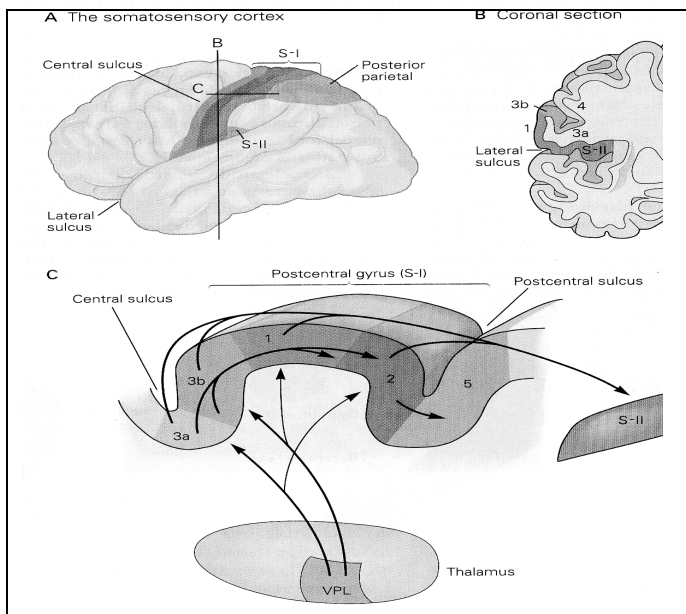 A The somatosensory cortex
B
S-I
Central sulcus
Posterior
parietal
C
S-II
Lateral
sulcus
B Coronal section
3b
4
1
3a
Lateral
sulcus
S-II
C
Postcentral gyrus (S-I)
Central sulcus
Postcentral sulcus
1
3b
2
5
3a
S-II
Thalamus
VPL